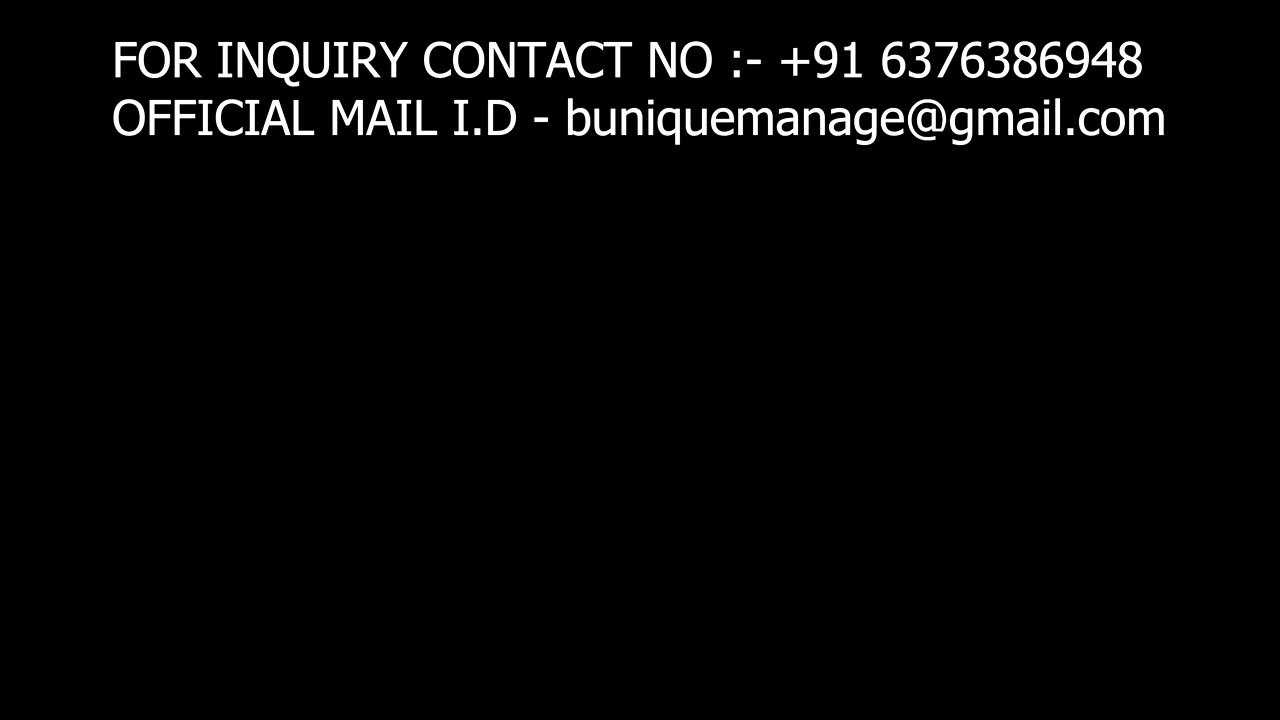 FOR INQUIRY CONTACT NO :- +91 6376386948
OFFICIAL MAIL I.D - buniquemanage@gmail.com